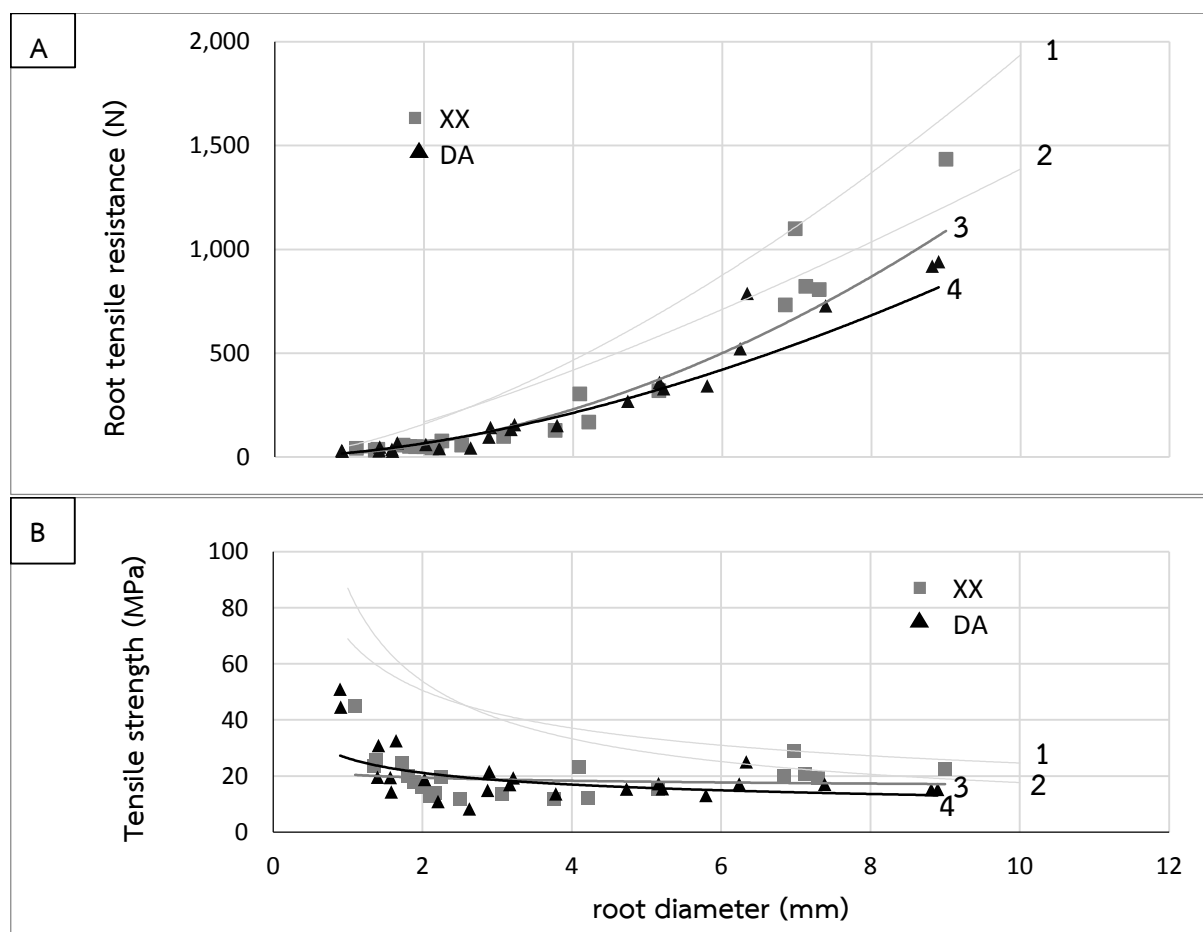 A
Root tensile resistance (N)
2,000
1,500
1,000
500
0
XX
DA
1
2
3
4
B
Tensile strength (MPa)
100
80
60
40
20
0
XX
DA
1
2
3
4
0 2 4 6 8 10 12
root diameter (mm)